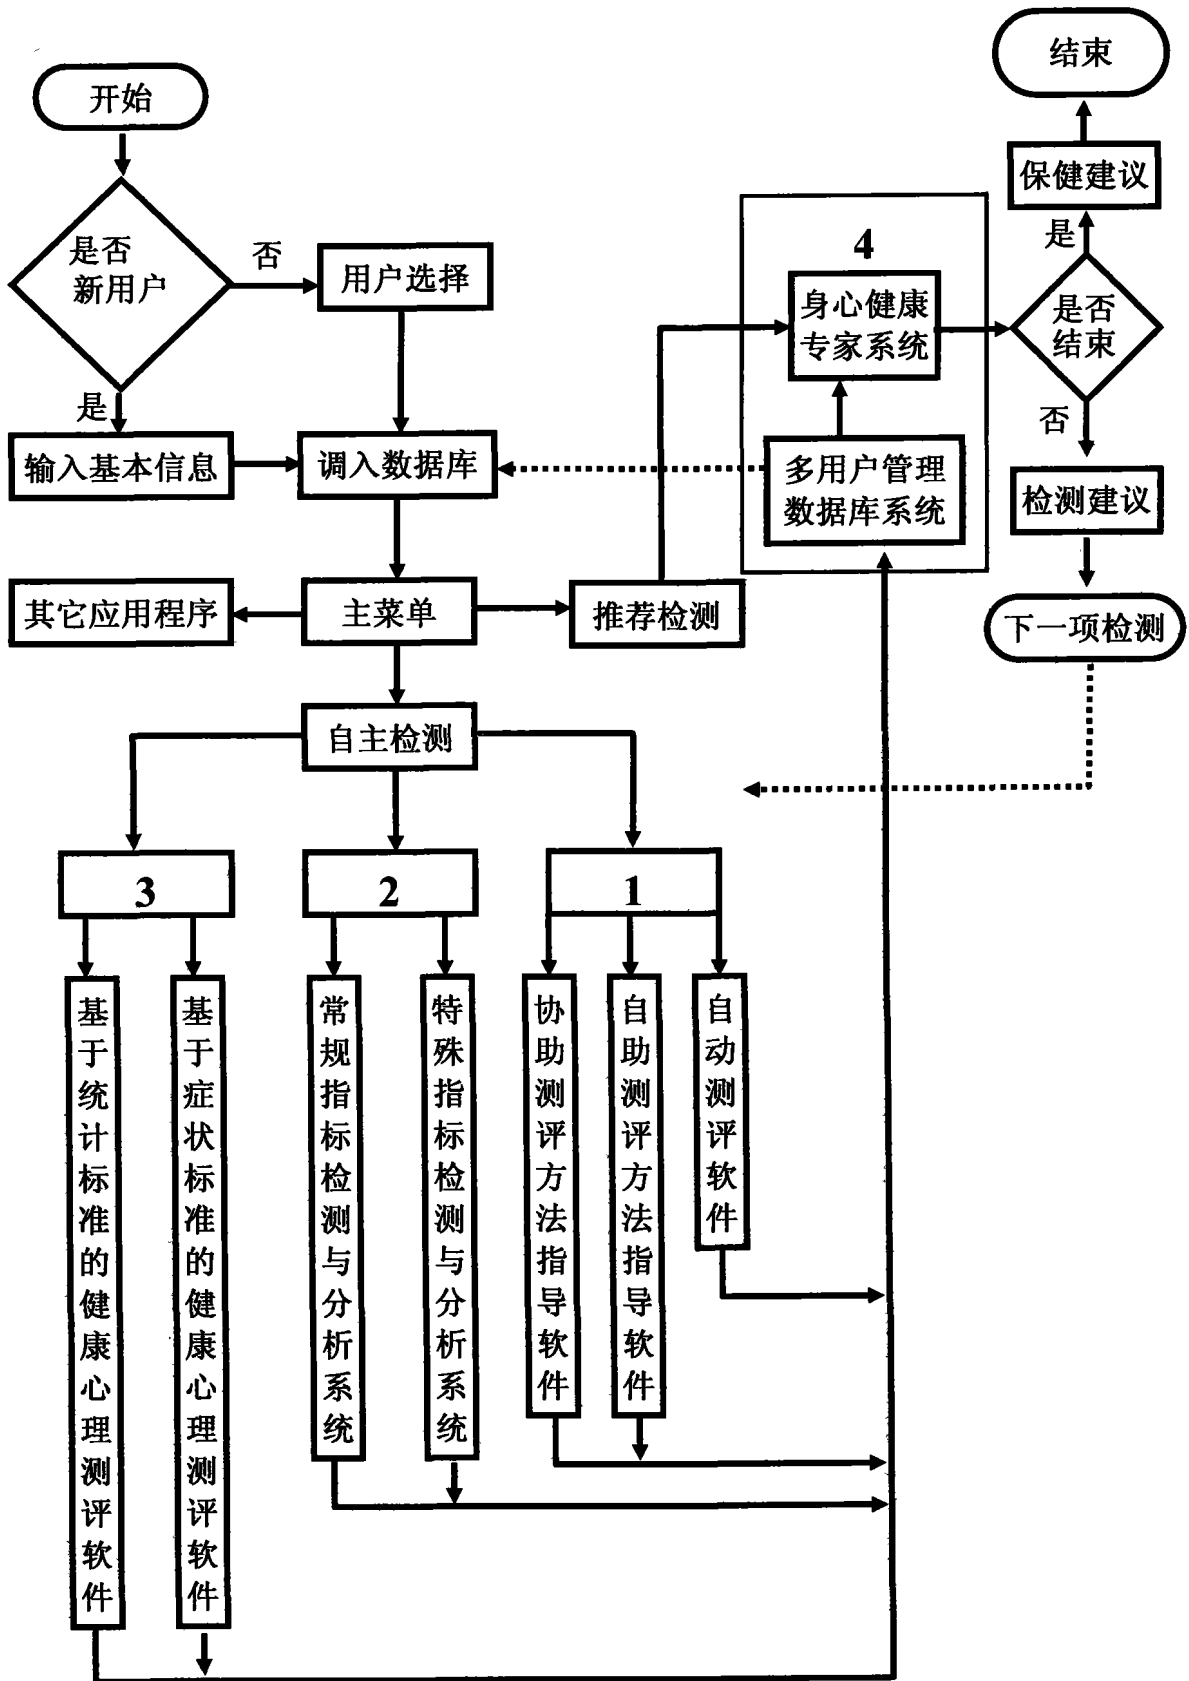 结束
开始
保健建议
是
是否
新用户
否
用户选择
4
身心健康
专家系统
是否
结束
是
否
输入基本信息
调入数据库
多用户管理
数据库系统
检测建议
其它应用程序
主菜单
推荐检测
下一项检测
自主检测
3
2
1
基于统计标准的健康心理测评软件
基于症状标准的健康心理测评软件
常规指标检测与分析系统
特殊指标检测与分析系统
协助测评方法指导软件
自助测评方法指导软件
自动测评软件